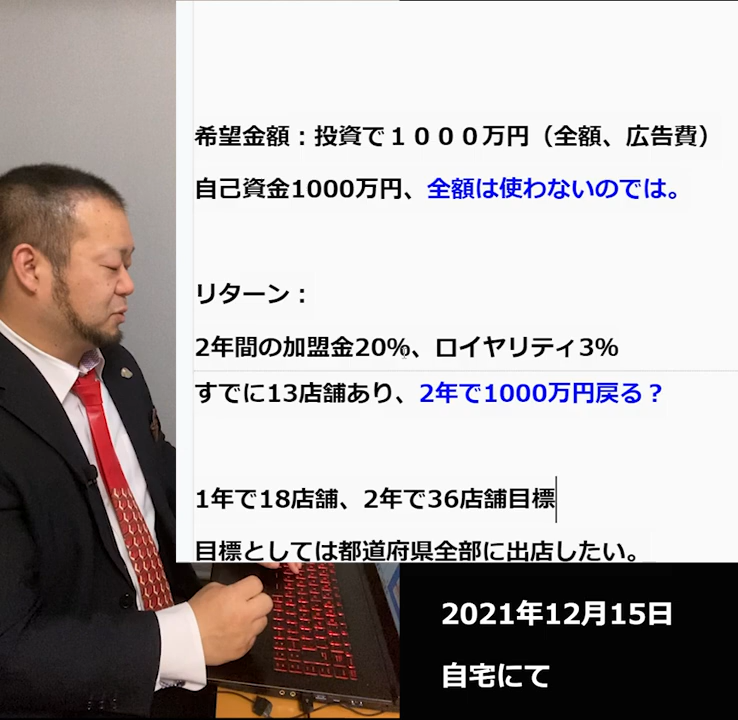 希望金額：投資で１０００万円（全額、広告費）
自己資金1000万円、全額は使わないのでは。
リターン：
2年間の加盟金20%、ロイヤリティ3%
すでに13店舗あり、2年で1000万円戻る？
1年で18店舗、2年で36店舗目標
目標としては都道府県全部に出店したい。
2021年12月15日
自宅にて